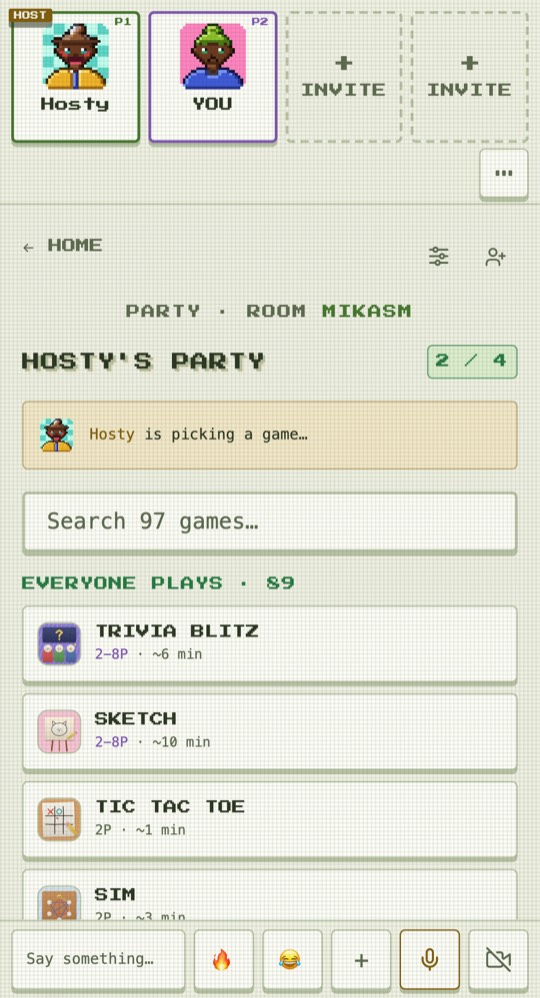 HOST
P1
Hosty
P2
YOU
+
INVITE
+
INVITE
...
← HOME
PARTY · ROOM MIKASM
HOSTY'S PARTY
2 / 4
Hosty is picking a game…
Search 97 games…
EVERYONE PLAYS · 89
?
TRIVIA BLITZ
2–8P · ~6 min
SKETCH
2–8P · ~10 min
TIC TAC TOE
2P · ~1 min
SIM
2P · ~3 min
Say something…
+